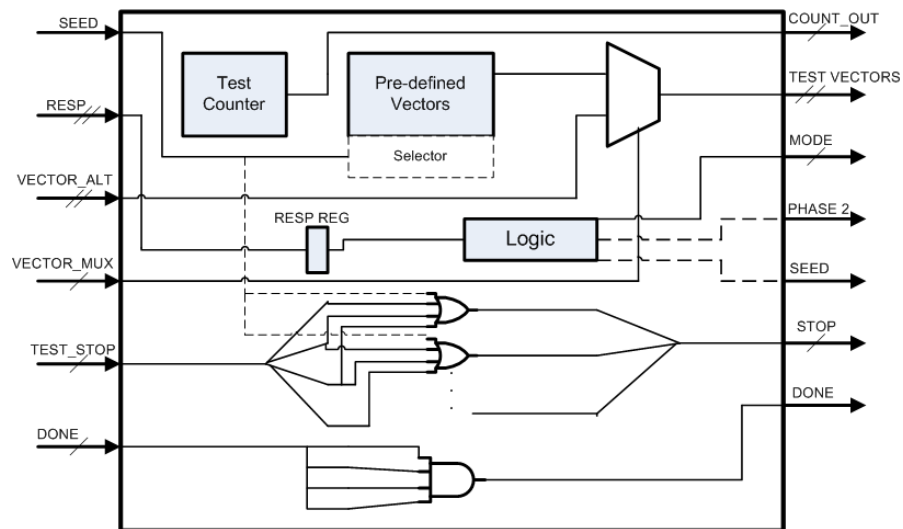 SEED
COUNT_OUT
Test
Counter
Pre-defined
Vectors
TEST VECTORS
RESP
Selector
MODE
VECTOR_ALT
RESP REG
Logic
PHASE 2
VECTOR_MUX
SEED
TEST_STOP
STOP
DONE
DONE